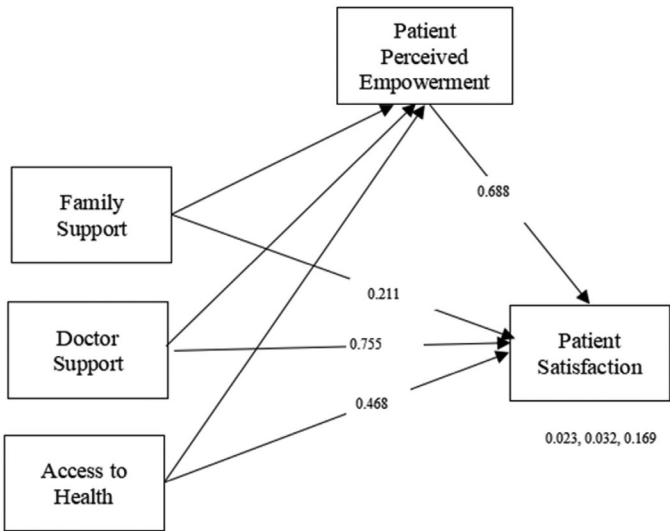 Patient
Perceived
Empowerment
Family
Support
0.688
0.211
Doctor
Support
0.755
Patient
Satisfaction
0.468
0.023, 0.032, 0.169
Access to
Health